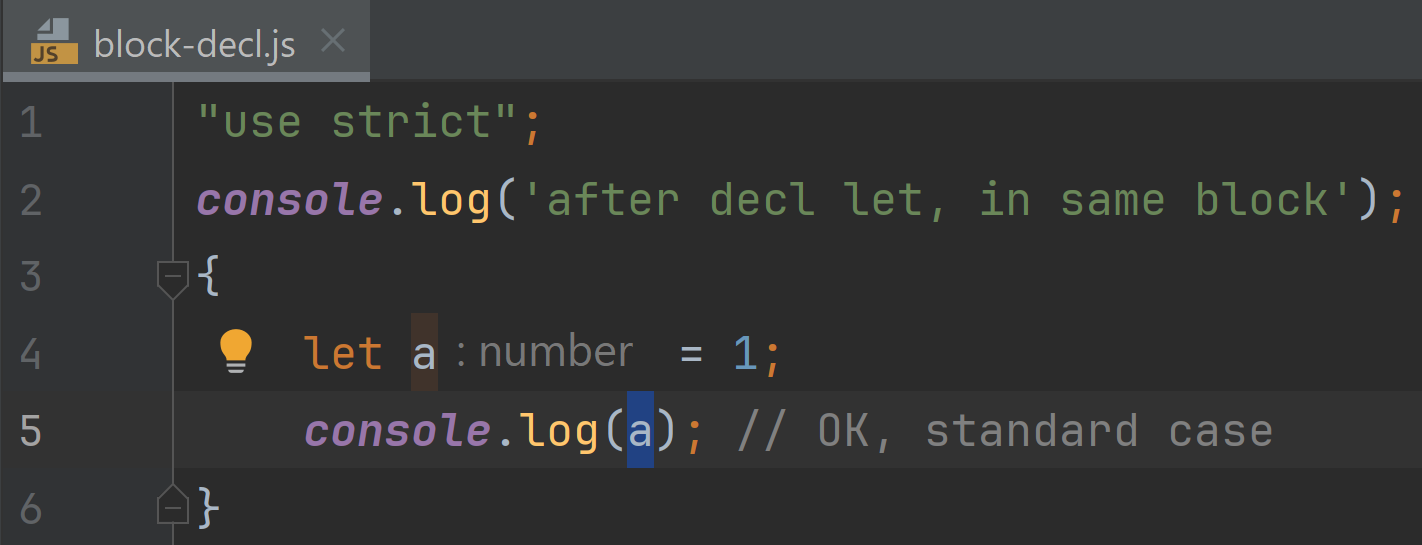 JS block-decl.js
1 "use strict";
2 console.log('after decl let, in same block');
3 {
4 let a : number = 1;
5 console.log(a); // OK, standard case
6 }